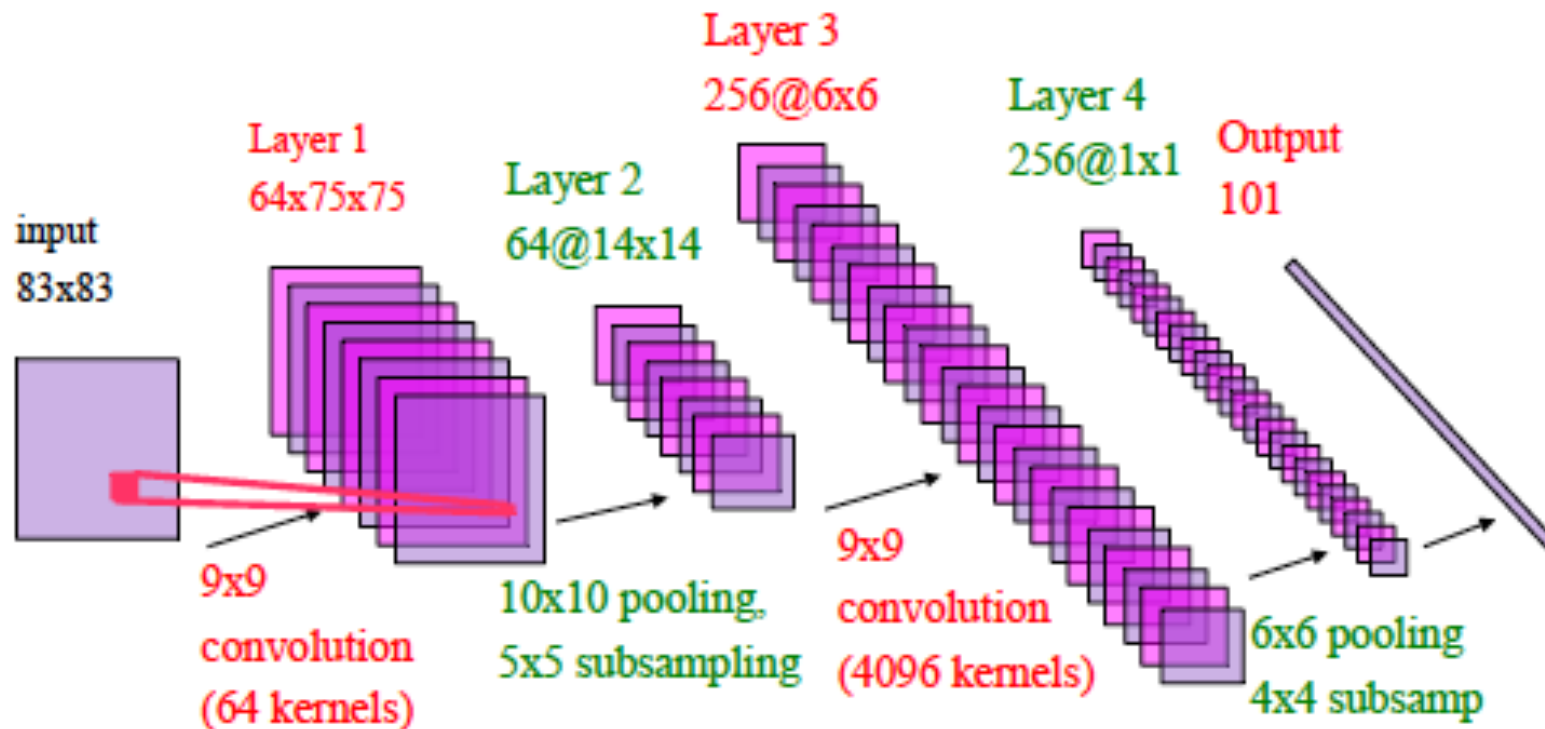 input
83x83
Layer 1
64x75x75
Layer 2
64@14x14
Layer 3
256@6x6
Layer 4
256@1x1
Output
101
9x9
convolution
(64 kernels)
10x10 pooling,
5x5 subsampling
9x9
convolution
(4096 kernels)
6x6 pooling
4x4 subsamp